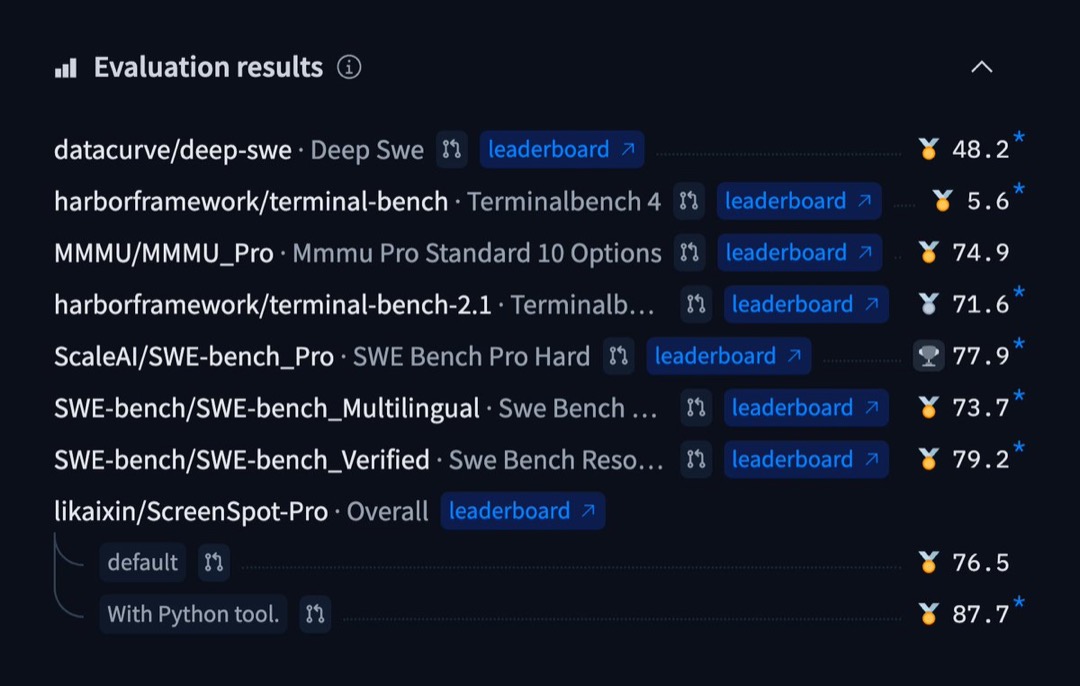 Evaluation results
datacurve/deep-swe · Deep Swe leaderboard ↗ 48.2*
harborframework/terminal-bench · Terminalbench 4 leaderboard ↗ 5.6*
MMMU/MMMU_Pro · Mmmu Pro Standard 10 Options leaderboard ↗ 74.9
harborframework/terminal-bench-2.1 · Terminalb... leaderboard ↗ 71.6*
ScaleAI/SWE-bench_Pro · SWE Bench Pro Hard leaderboard ↗ 77.9*
SWE-bench/SWE-bench_Multilingual · Swe Bench ... leaderboard ↗ 73.7*
SWE-bench/SWE-bench_Verified · Swe Bench Reso... leaderboard ↗ 79.2*
likaixin/ScreenSpot-Pro · Overall leaderboard ↗
default 76.5
With Python tool. 87.7*